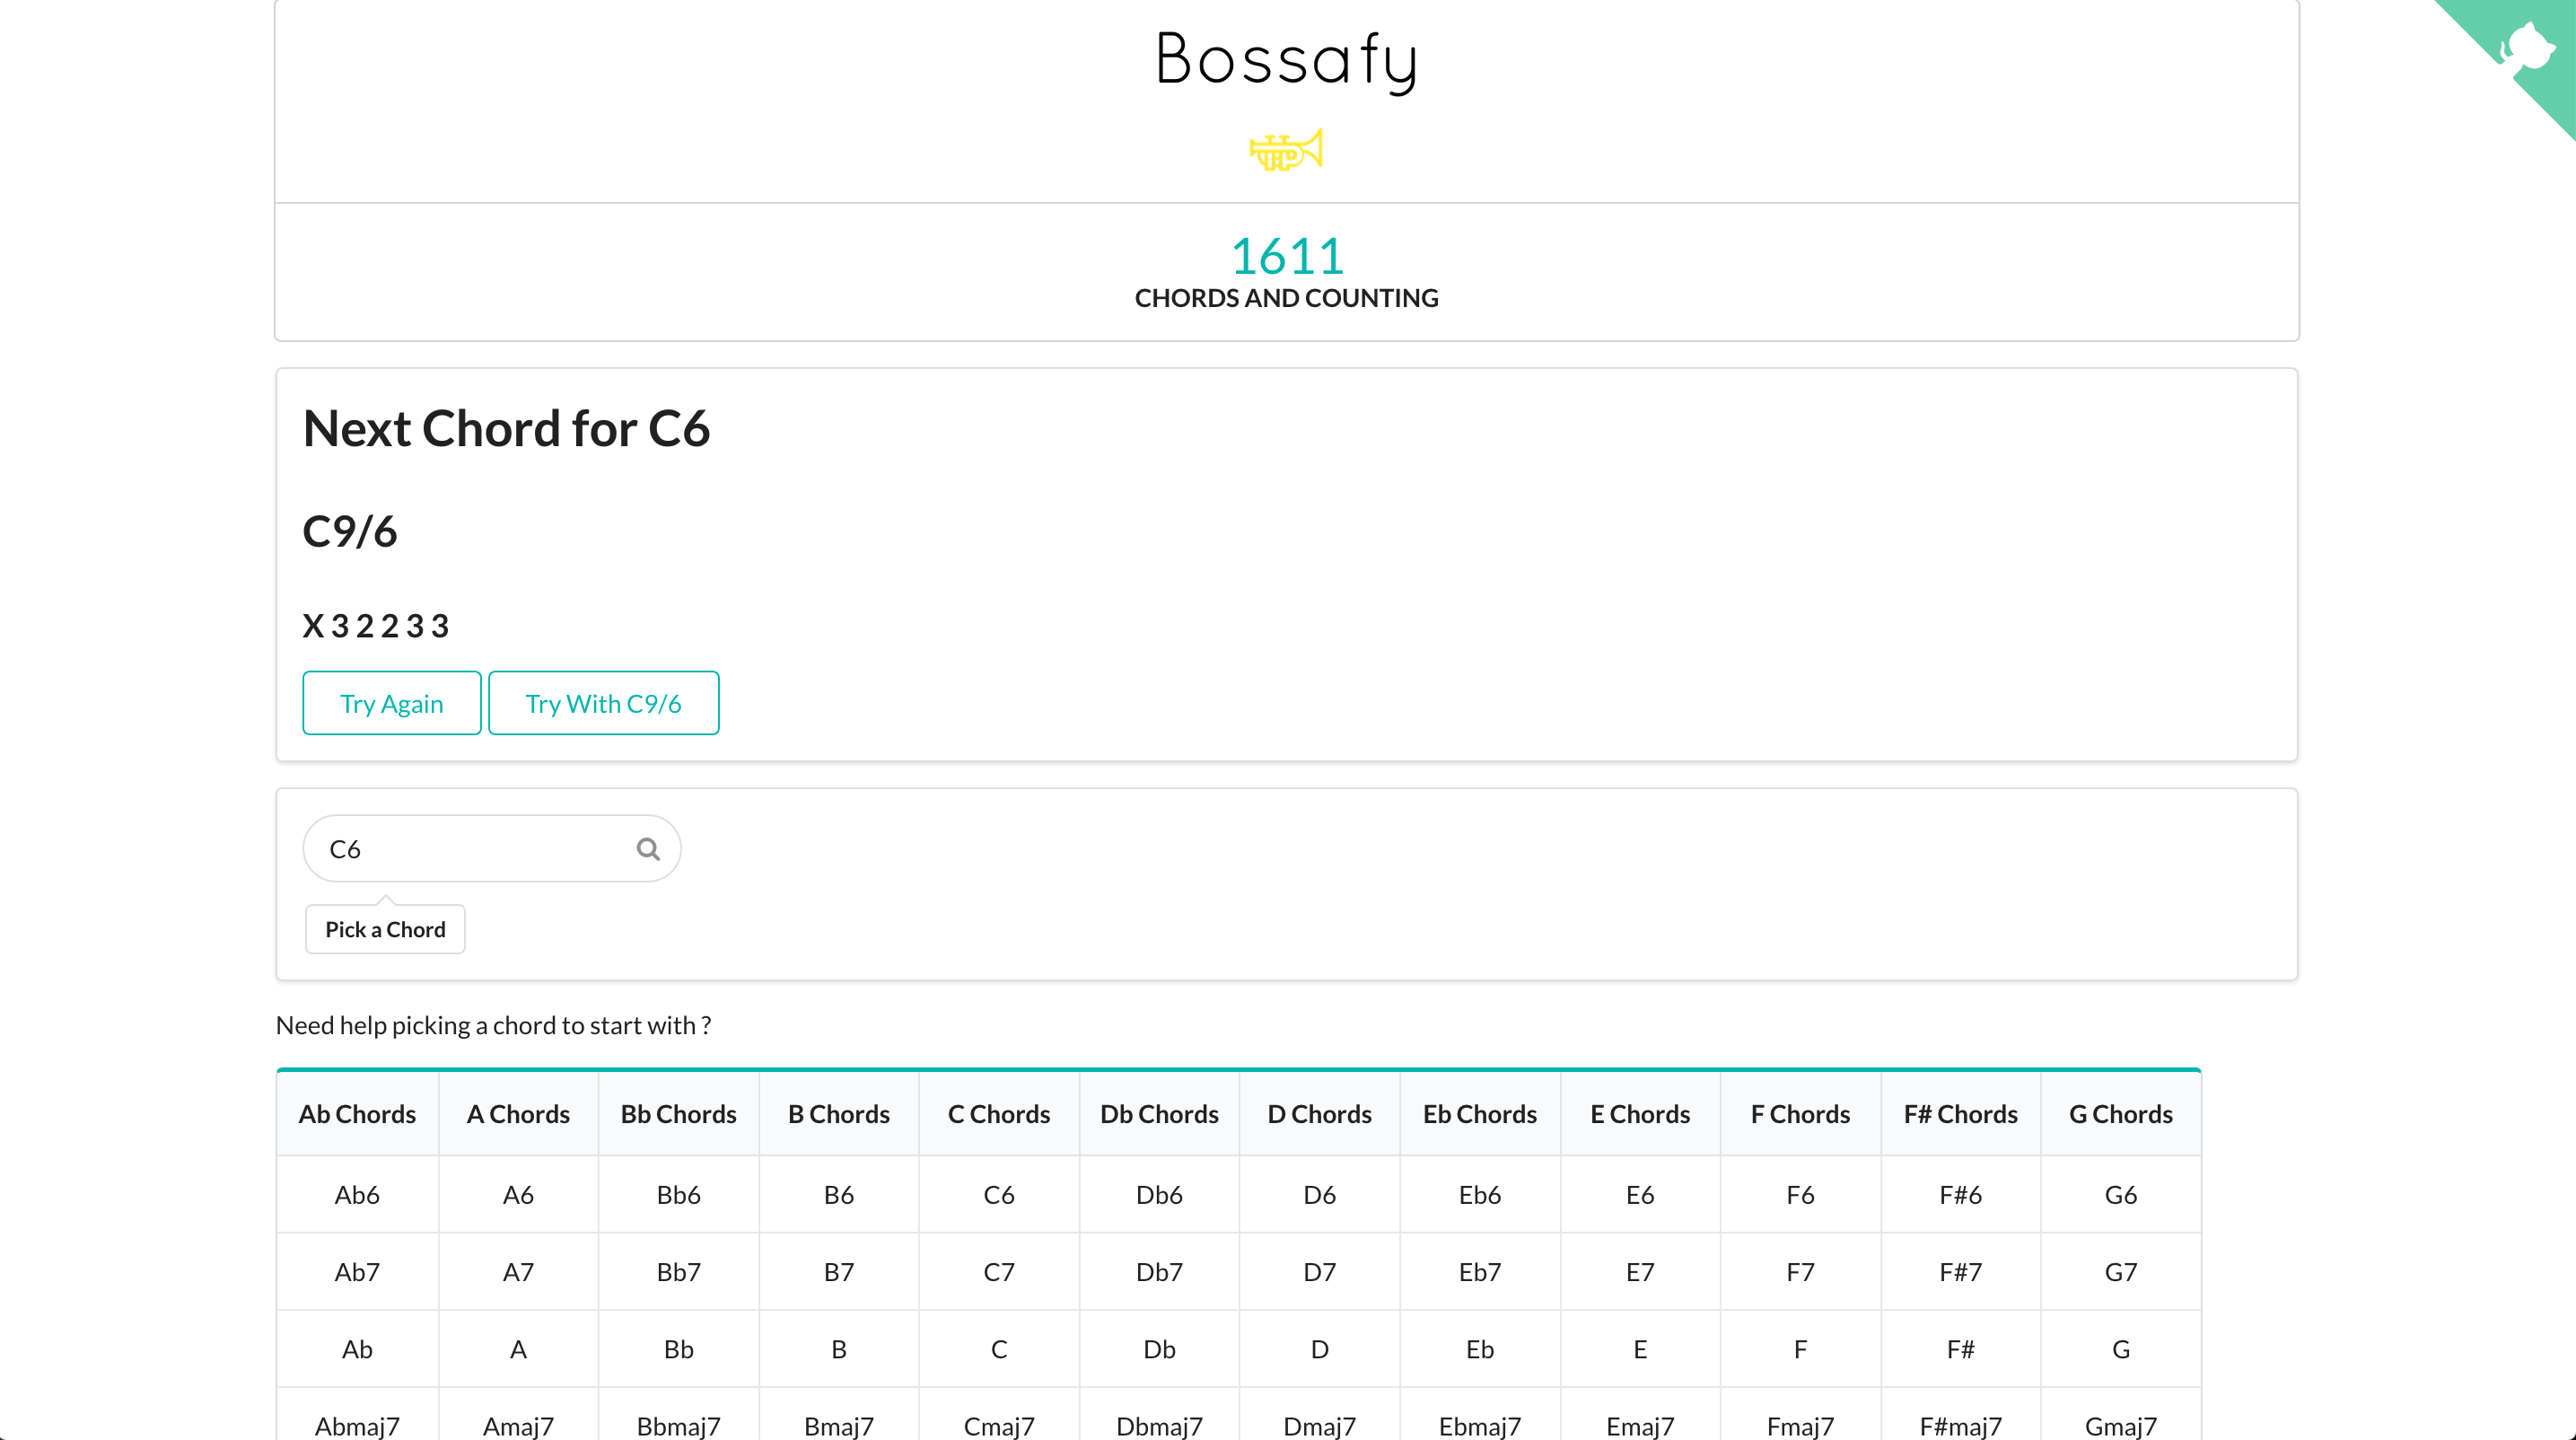 Bossafy
1611
CHORDS AND COUNTING
Next Chord for C6
C9/6
X 3 2 2 3 3
Try Again Try With C9/6
C6
Pick a Chord
Need help picking a chord to start with ?
Ab Chords A Chords Bb Chords B Chords C Chords Db Chords D Chords Eb Chords E Chords F Chords F# Chords G Chords
Ab6 A6 Bb6 B6 C6 Db6 D6 Eb6 E6 F6 F#6 G6
Ab7 A7 Bb7 B7 C7 Db7 D7 Eb7 E7 F7 F#7 G7
Ab A Bb B C Db D Eb E F F# G
Abmaj7 Amaj7 Bbmaj7 Bmaj7 Cmaj7 Dbmaj7 Dmaj7 Ebmaj7 Emaj7 Fmaj7 F#maj7 Gmaj7